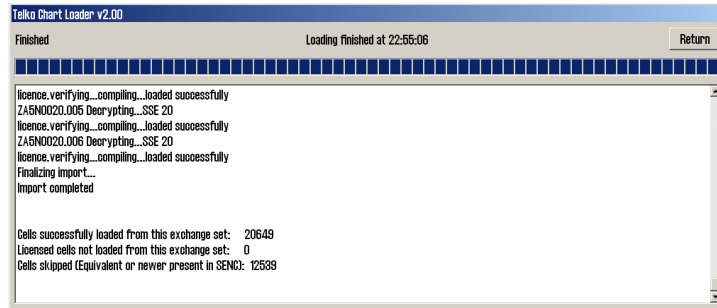 Telko Chart Loader v2.00
Finished Loading finished at 22:55:06 Return
licence.verifying...compiling...loaded successfully
ZA5N0020.005 Decrypting...SSE 20
licence.verifying...compiling...loaded successfully
ZA5N0020.006 Decrypting...SSE 20
licence.verifying...compiling...loaded successfully
Finalizing import...
Import completed
Cells successfully loaded from this exchange set: 20649
Licensed cells not loaded from this exchange set: 0
Cells skipped (Equivalent or newer present in SENC): 12539